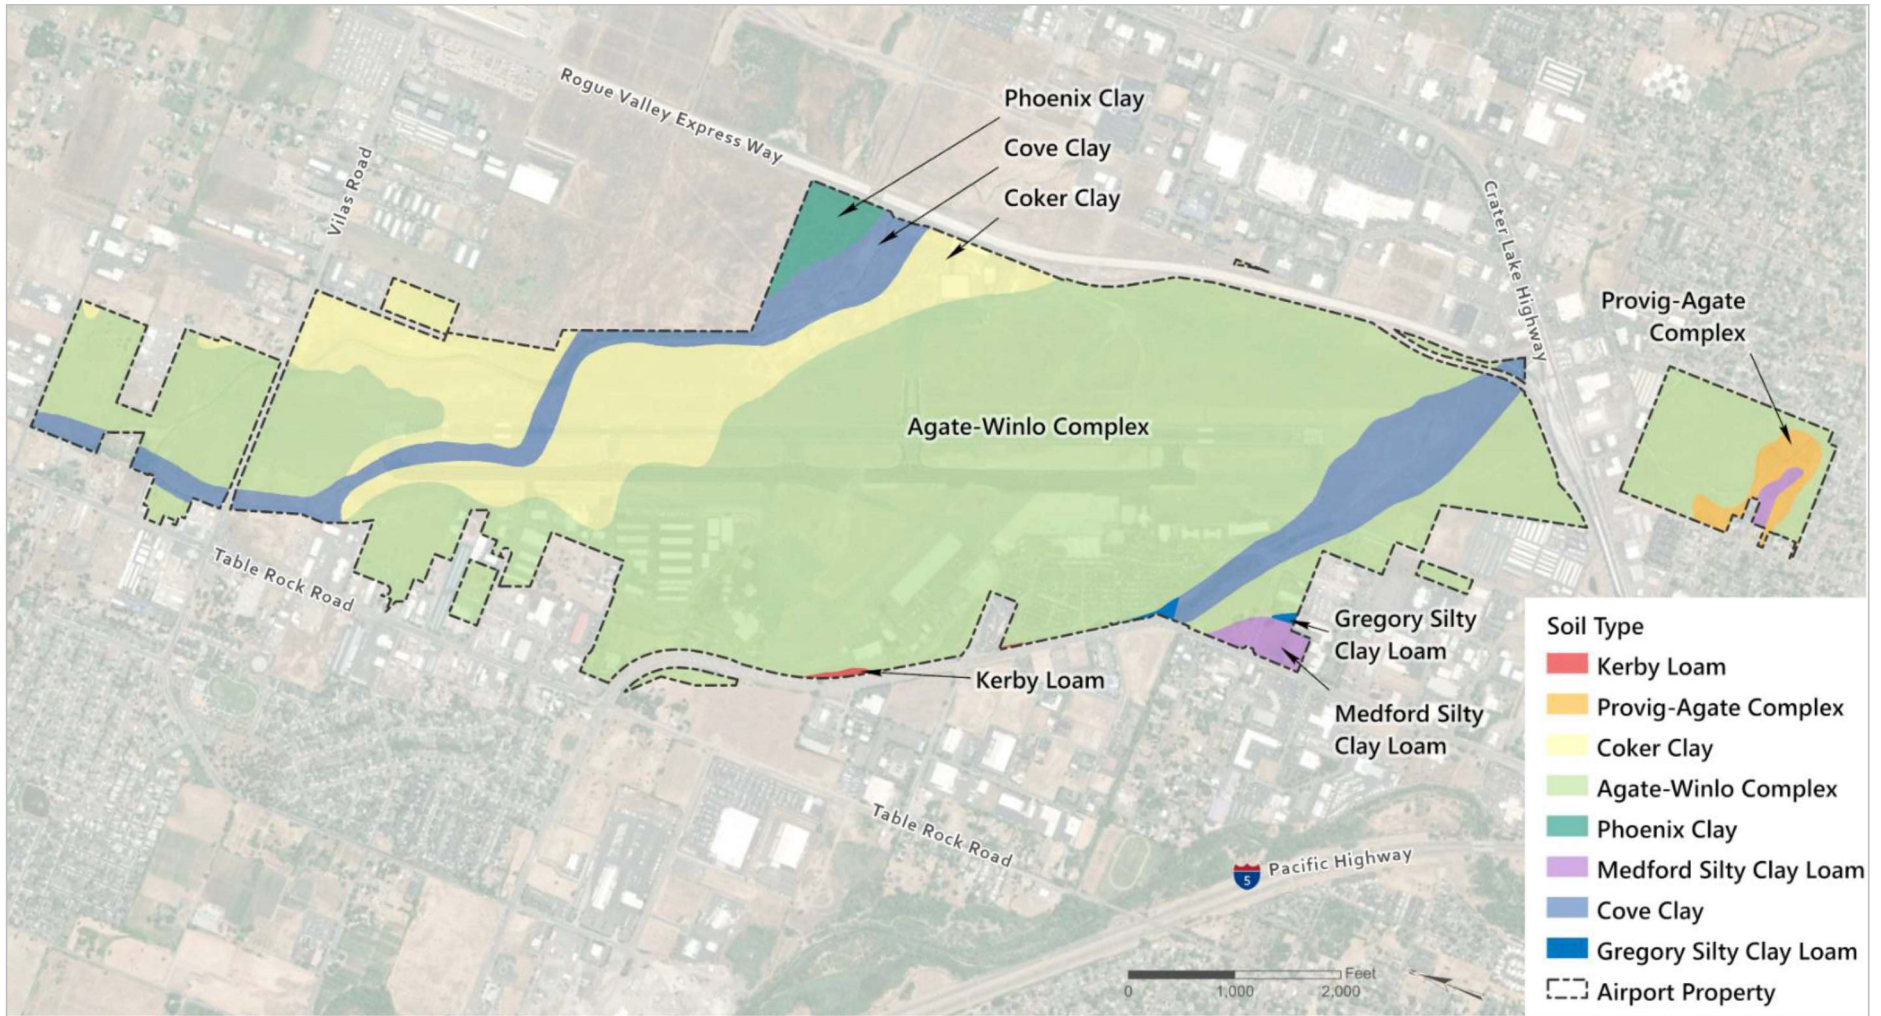 Rogue Valley Express Way
Phoenix Clay
Cove Clay
Coker Clay
Vilas Road
Crater Lake Highway
Provig-Agate
Complex
Agate-Winlo Complex
Table Rock Road
Gregory Silty
Clay Loam
Kerby Loam
Medford Silty
Clay Loam
Table Rock Road
5
Pacific Highway
Feet
0 1,000 2,000
Soil Type
Kerby Loam
Provig-Agate Complex
Coker Clay
Agate-Winlo Complex
Phoenix Clay
Medford Silty Clay Loam
Cove Clay
Gregory Silty Clay Loam
Airport Property